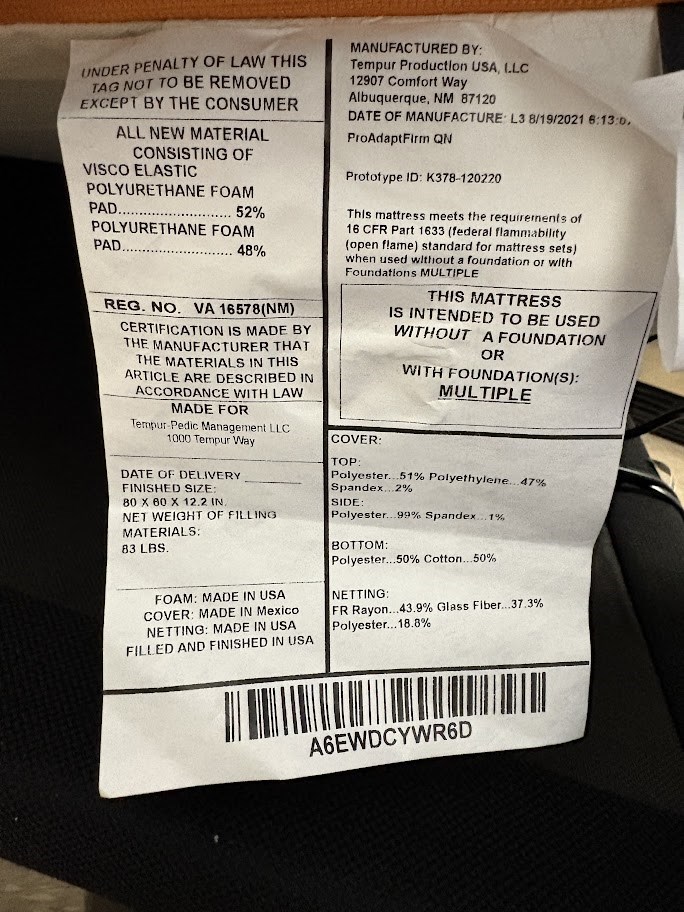 UNDER PENALTY OF LAW THIS
TAG NOT TO BE REMOVED
EXCEPT BY THE CONSUMER
ALL NEW MATERIAL
CONSISTING OF
VISCO ELASTIC
POLYURETHANE FOAM
PAD............................ 52%
POLYURETHANE FOAM
PAD........................... 48%
REG. NO. VA 16578(NM)
CERTIFICATION IS MADE BY
THE MANUFACTURER THAT
THE MATERIALS IN THIS
ARTICLE ARE DESCRIBED IN
ACCORDANCE WITH LAW
MADE FOR
Tempur-Pedic Management LLC
1000 Tempur Way
DATE OF DELIVERY ________
FINISHED SIZE:
80 X 60 X 12.2 IN.
NET WEIGHT OF FILLING
MATERIALS:
83 LBS.
FOAM: MADE IN USA
COVER: MADE IN Mexico
NETTING: MADE IN USA
FILLED AND FINISHED IN USA
MANUFACTURED BY:
Tempur Production USA, LLC
12907 Comfort Way
Albuquerque, NM 87120
DATE OF MANUFACTURE: L3 8/19/2021 6:13:0
ProAdaptFirm QN
Prototype ID: K378-120220
This mattress meets the requirements of
16 CFR Part 1633 (federal flammability
(open flame) standard for mattress sets)
when used without a foundation or with
Foundations MULTIPLE
THIS MATTRESS
IS INTENDED TO BE USED
WITHOUT A FOUNDATION
OR
WITH FOUNDATION(S):
MULTIPLE
COVER:
TOP:
Polyester...51% Polyethylene...47%
Spandex...2%
SIDE:
Polyester...99% Spandex...1%
BOTTOM:
Polyester...50% Cotton...50%
NETTING:
FR Rayon...43.9% Glass Fiber...37.3%
Polyester...18.8%
A6EWDCYWR6D